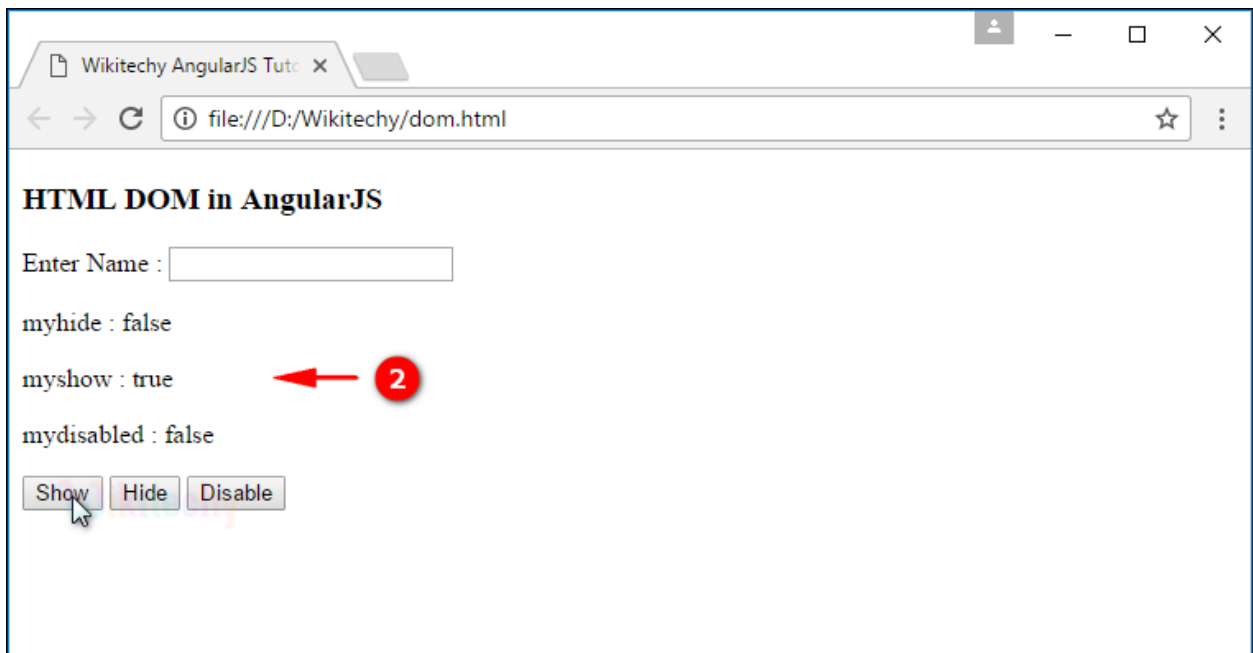 Wikitechy AngularJS Tuto
file:///D:/Wikitechy/dom.html
HTML DOM in AngularJS
Enter Name :
myhide : false
myshow : true
2
mydisabled : false
Show Hide Disable